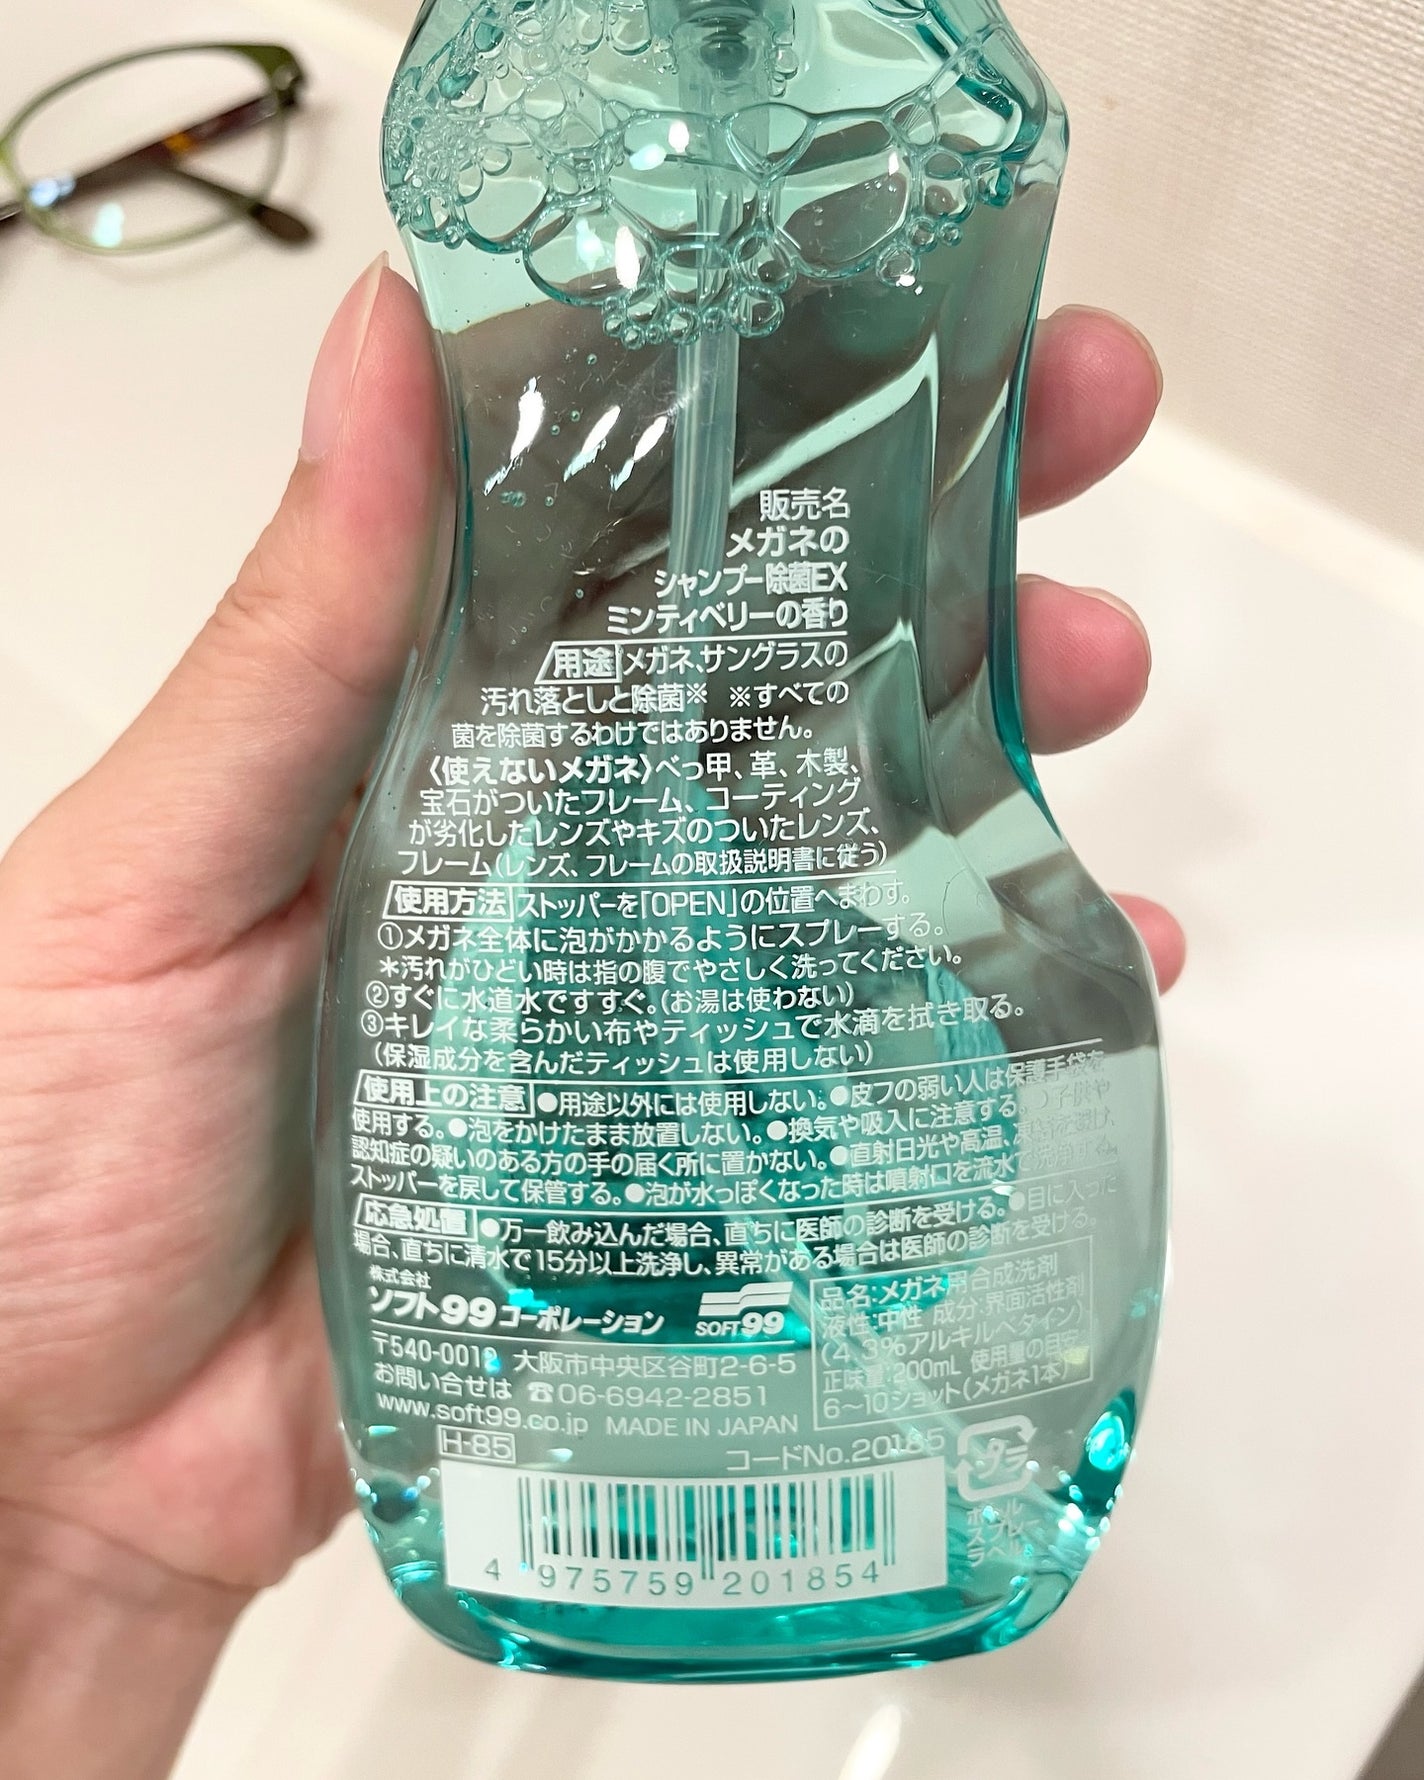 販売名
メガネの
シャンプー除菌EX
ミンティベリーの香り
用途 メガネ、サングラスの
汚れ落としと除菌※ ※すべての
菌を除菌するわけではありません。
〈使えないメガネ〉べっ甲、革、木製、
宝石がついたフレーム、コーティング
が劣化したレンズやキズのついたレンズ、
フレーム(レンズ、フレームの取扱説明書に従う)
使用方法 ストッパーを「OPEN」の位置へまわす。
①メガネ全体に泡がかかるようにスプレーする。
＊汚れがひどい時は指の腹でやさしく洗ってください。
②すぐに水道水ですすぐ。(お湯は使わない)
③キレイな柔らかい布やティッシュで水滴を拭き取る。
(保湿成分を含んだティッシュは使用しない)
使用上の注意 ●用途以外には使用しない。●皮フの弱い人は保護手袋を
使用する。●泡をかけたまま放置しない。●換気や吸入に注意する。●子供や
認知症の疑いのある方の手の届く所に置かない。●直射日光や高温、
ストッパーを戻して保管する。●泡が水っぽくなった時は噴射口を流水で洗浄する。
応急処置 ●万一飲み込んだ場合、直ちに医師の診断を受ける。●目に入った
場合、直ちに清水で15分以上洗浄し、異常がある場合は医師の診断を受ける。
株式会社
ソフト99コーポレーション SOFT99
〒540-0012 大阪市中央区谷町2-6-5
お問い合せは ☎06-6942-2851
www.soft99.co.jp MADE IN JAPAN
H-85
コードNo.20185
品名:メガネ用合成洗剤
液性:中性 成分:界面活性剤
(4.3%アルキルベタイン)
正味量:200mL 使用量の目安
6～10ショット(メガネ1本)
プラ
ボトル
スプレー
ラベル
4 975759 201854